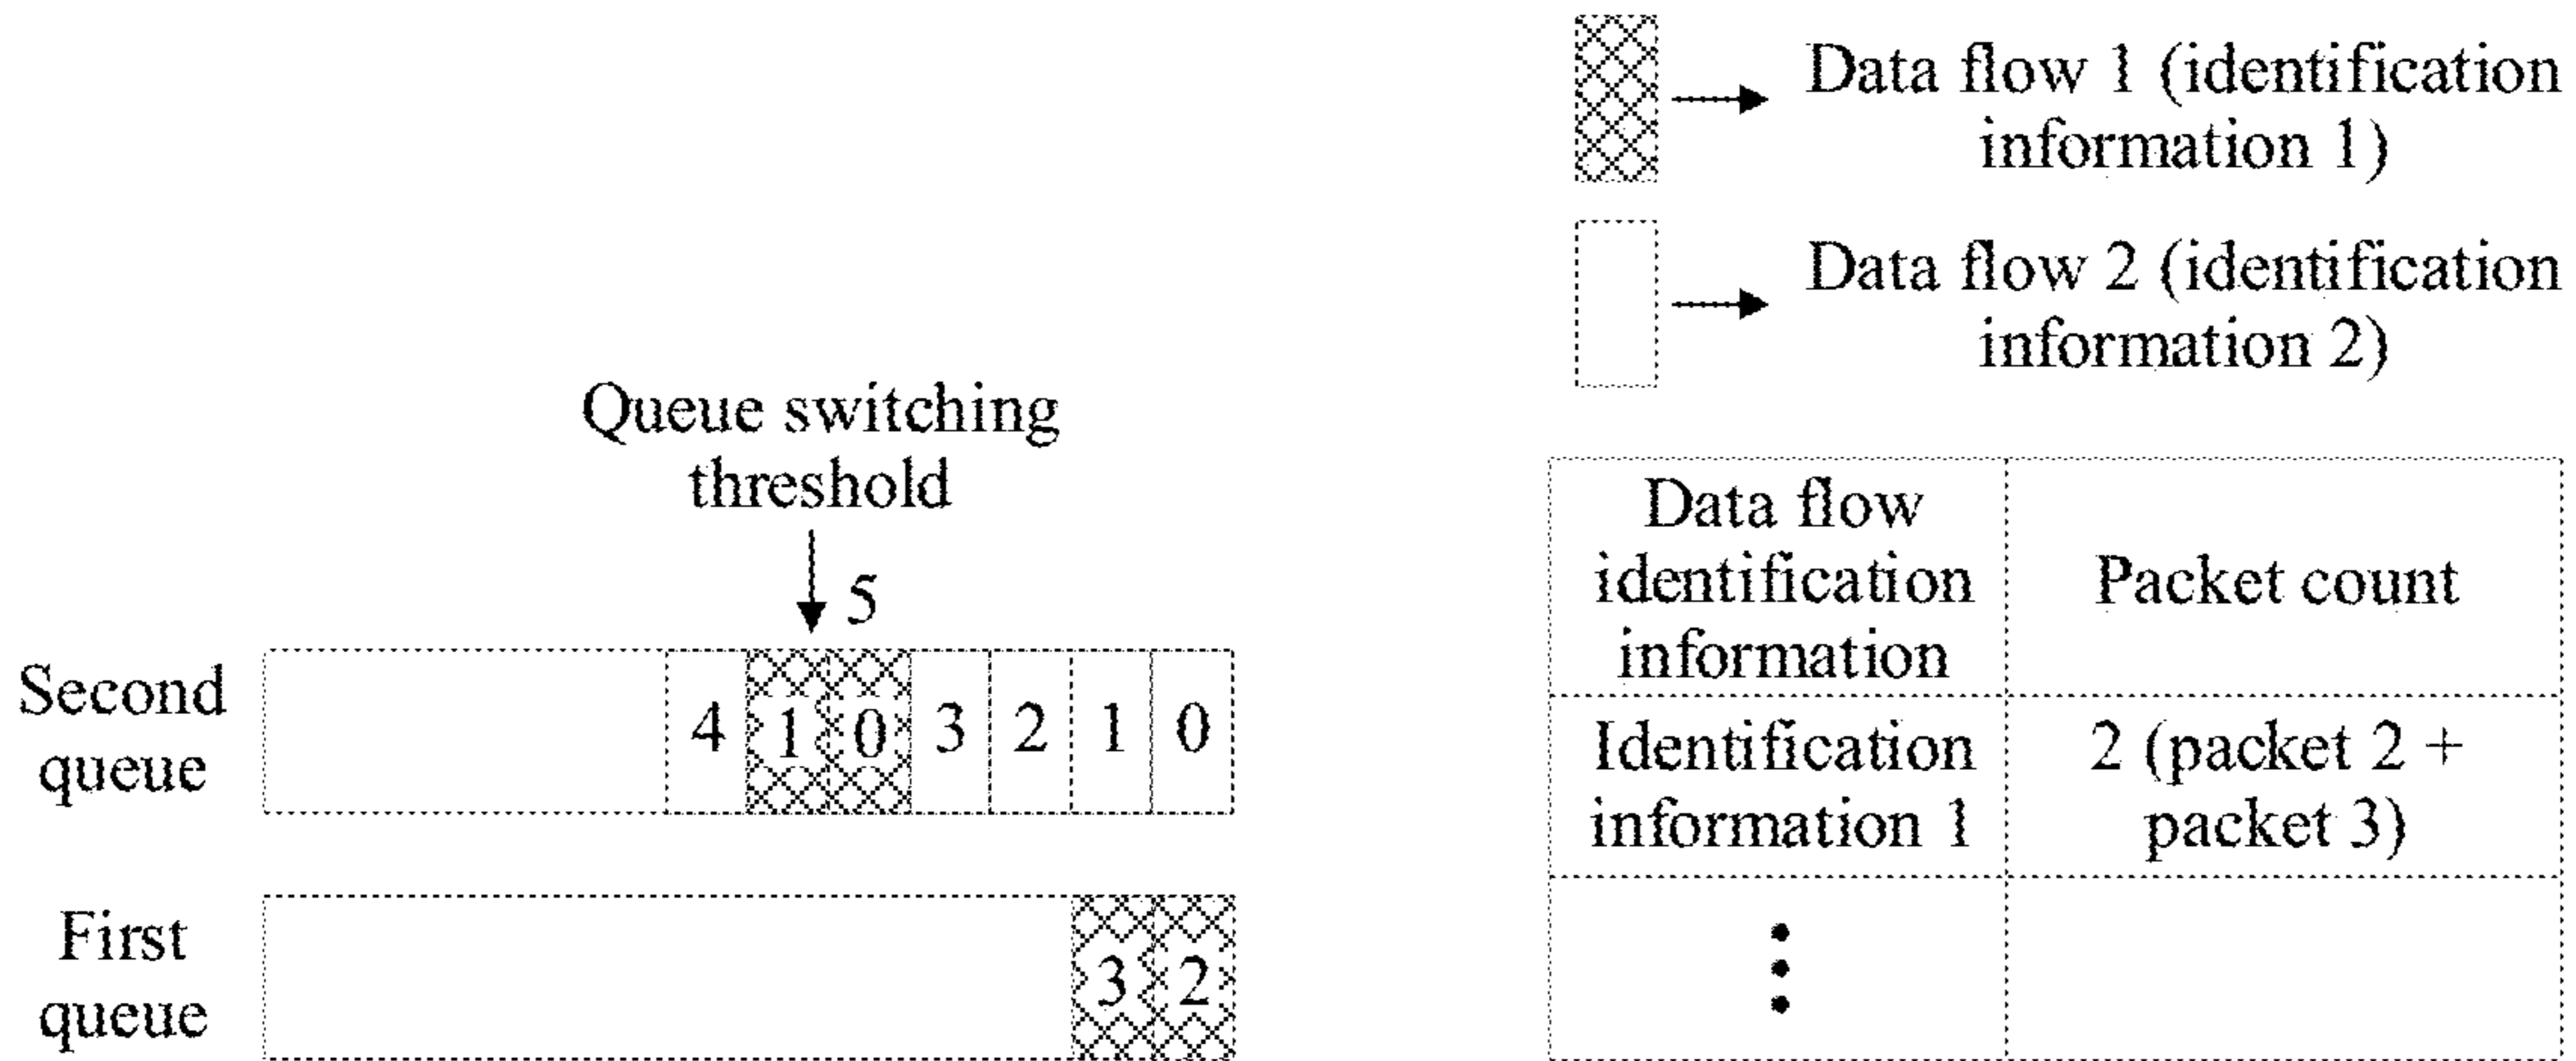 Data flow 1 (identification
information 1)
Data flow 2 (identification
information 2)
Queue switching
threshold
5
Second
queue
4 1 0 3 2 1 0
First
queue
3 2
Data flow
identification
information
Packet count
Identification
information 1
2 (packet 2 +
packet 3)